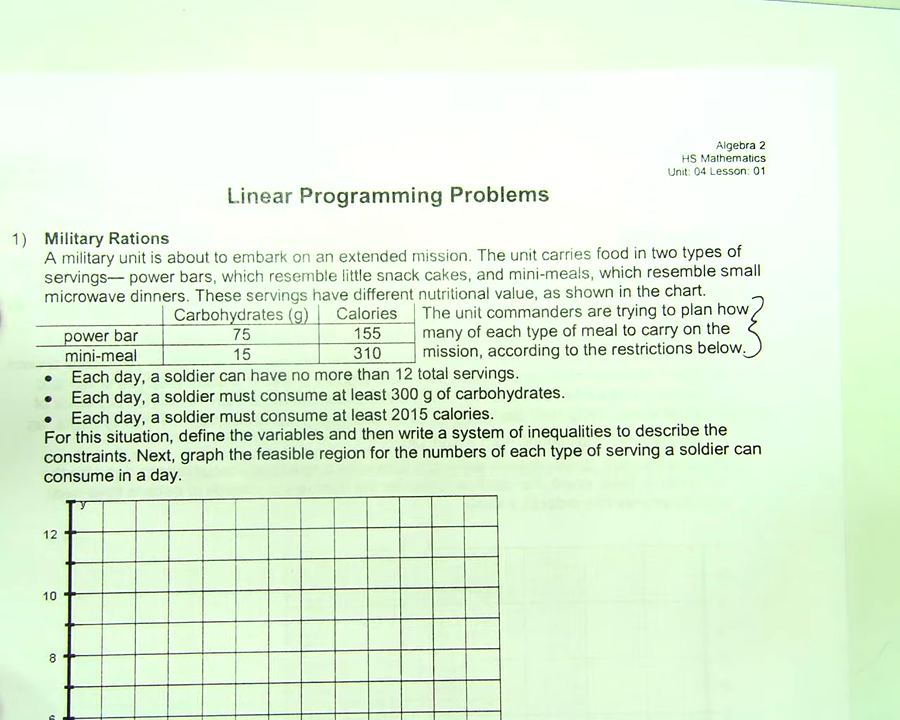 Algebra 2
HS Mathematics
Unit: 04 Lesson: 01
Linear Programming Problems
1) Military Rations
A military unit is about to embark on an extended mission. The unit carries food in two types of
servings— power bars, which resemble little snack cakes, and mini-meals, which resemble small
microwave dinners. These servings have different nutritional value, as shown in the chart.
Carbohydrates (g) Calories
power bar 75 155
mini-meal 15 310
The unit commanders are trying to plan how
many of each type of meal to carry on the
mission, according to the restrictions below.
• Each day, a soldier can have no more than 12 total servings.
• Each day, a soldier must consume at least 300 g of carbohydrates.
• Each day, a soldier must consume at least 2015 calories.
For this situation, define the variables and then write a system of inequalities to describe the
constraints. Next, graph the feasible region for the numbers of each type of serving a soldier can
consume in a day.
y
12
10
8
6